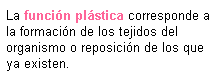 La función plástica corresponde a
la formación de los tejidos del
organismo o reposición de los que
ya existen.